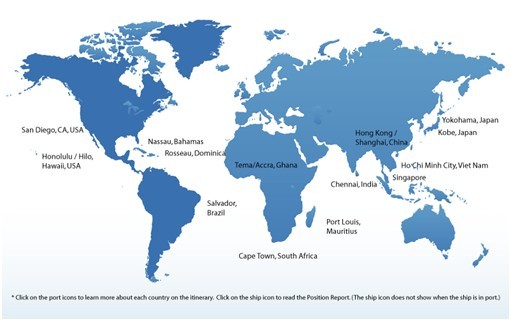 Yokohama, Japan
San Diego, CA, USA
Kobe, Japan
Hong Kong /
Shanghai, China
Nassau, Bahamas
Rosseau, Dominica
Honolulu / Hilo,
Hawaii, USA
Tema/Accra, Ghana
Ho Chi Minh City, Viet Nam
Singapore
Chennai, India
Salvador,
Brazil
Port Louis,
Mauritius
Cape Town, South Africa
* Click on the port icons to learn more about each country on the itinerary. Click on the ship icon to read the Position Report. (The ship icon does not show when the ship is in port.)